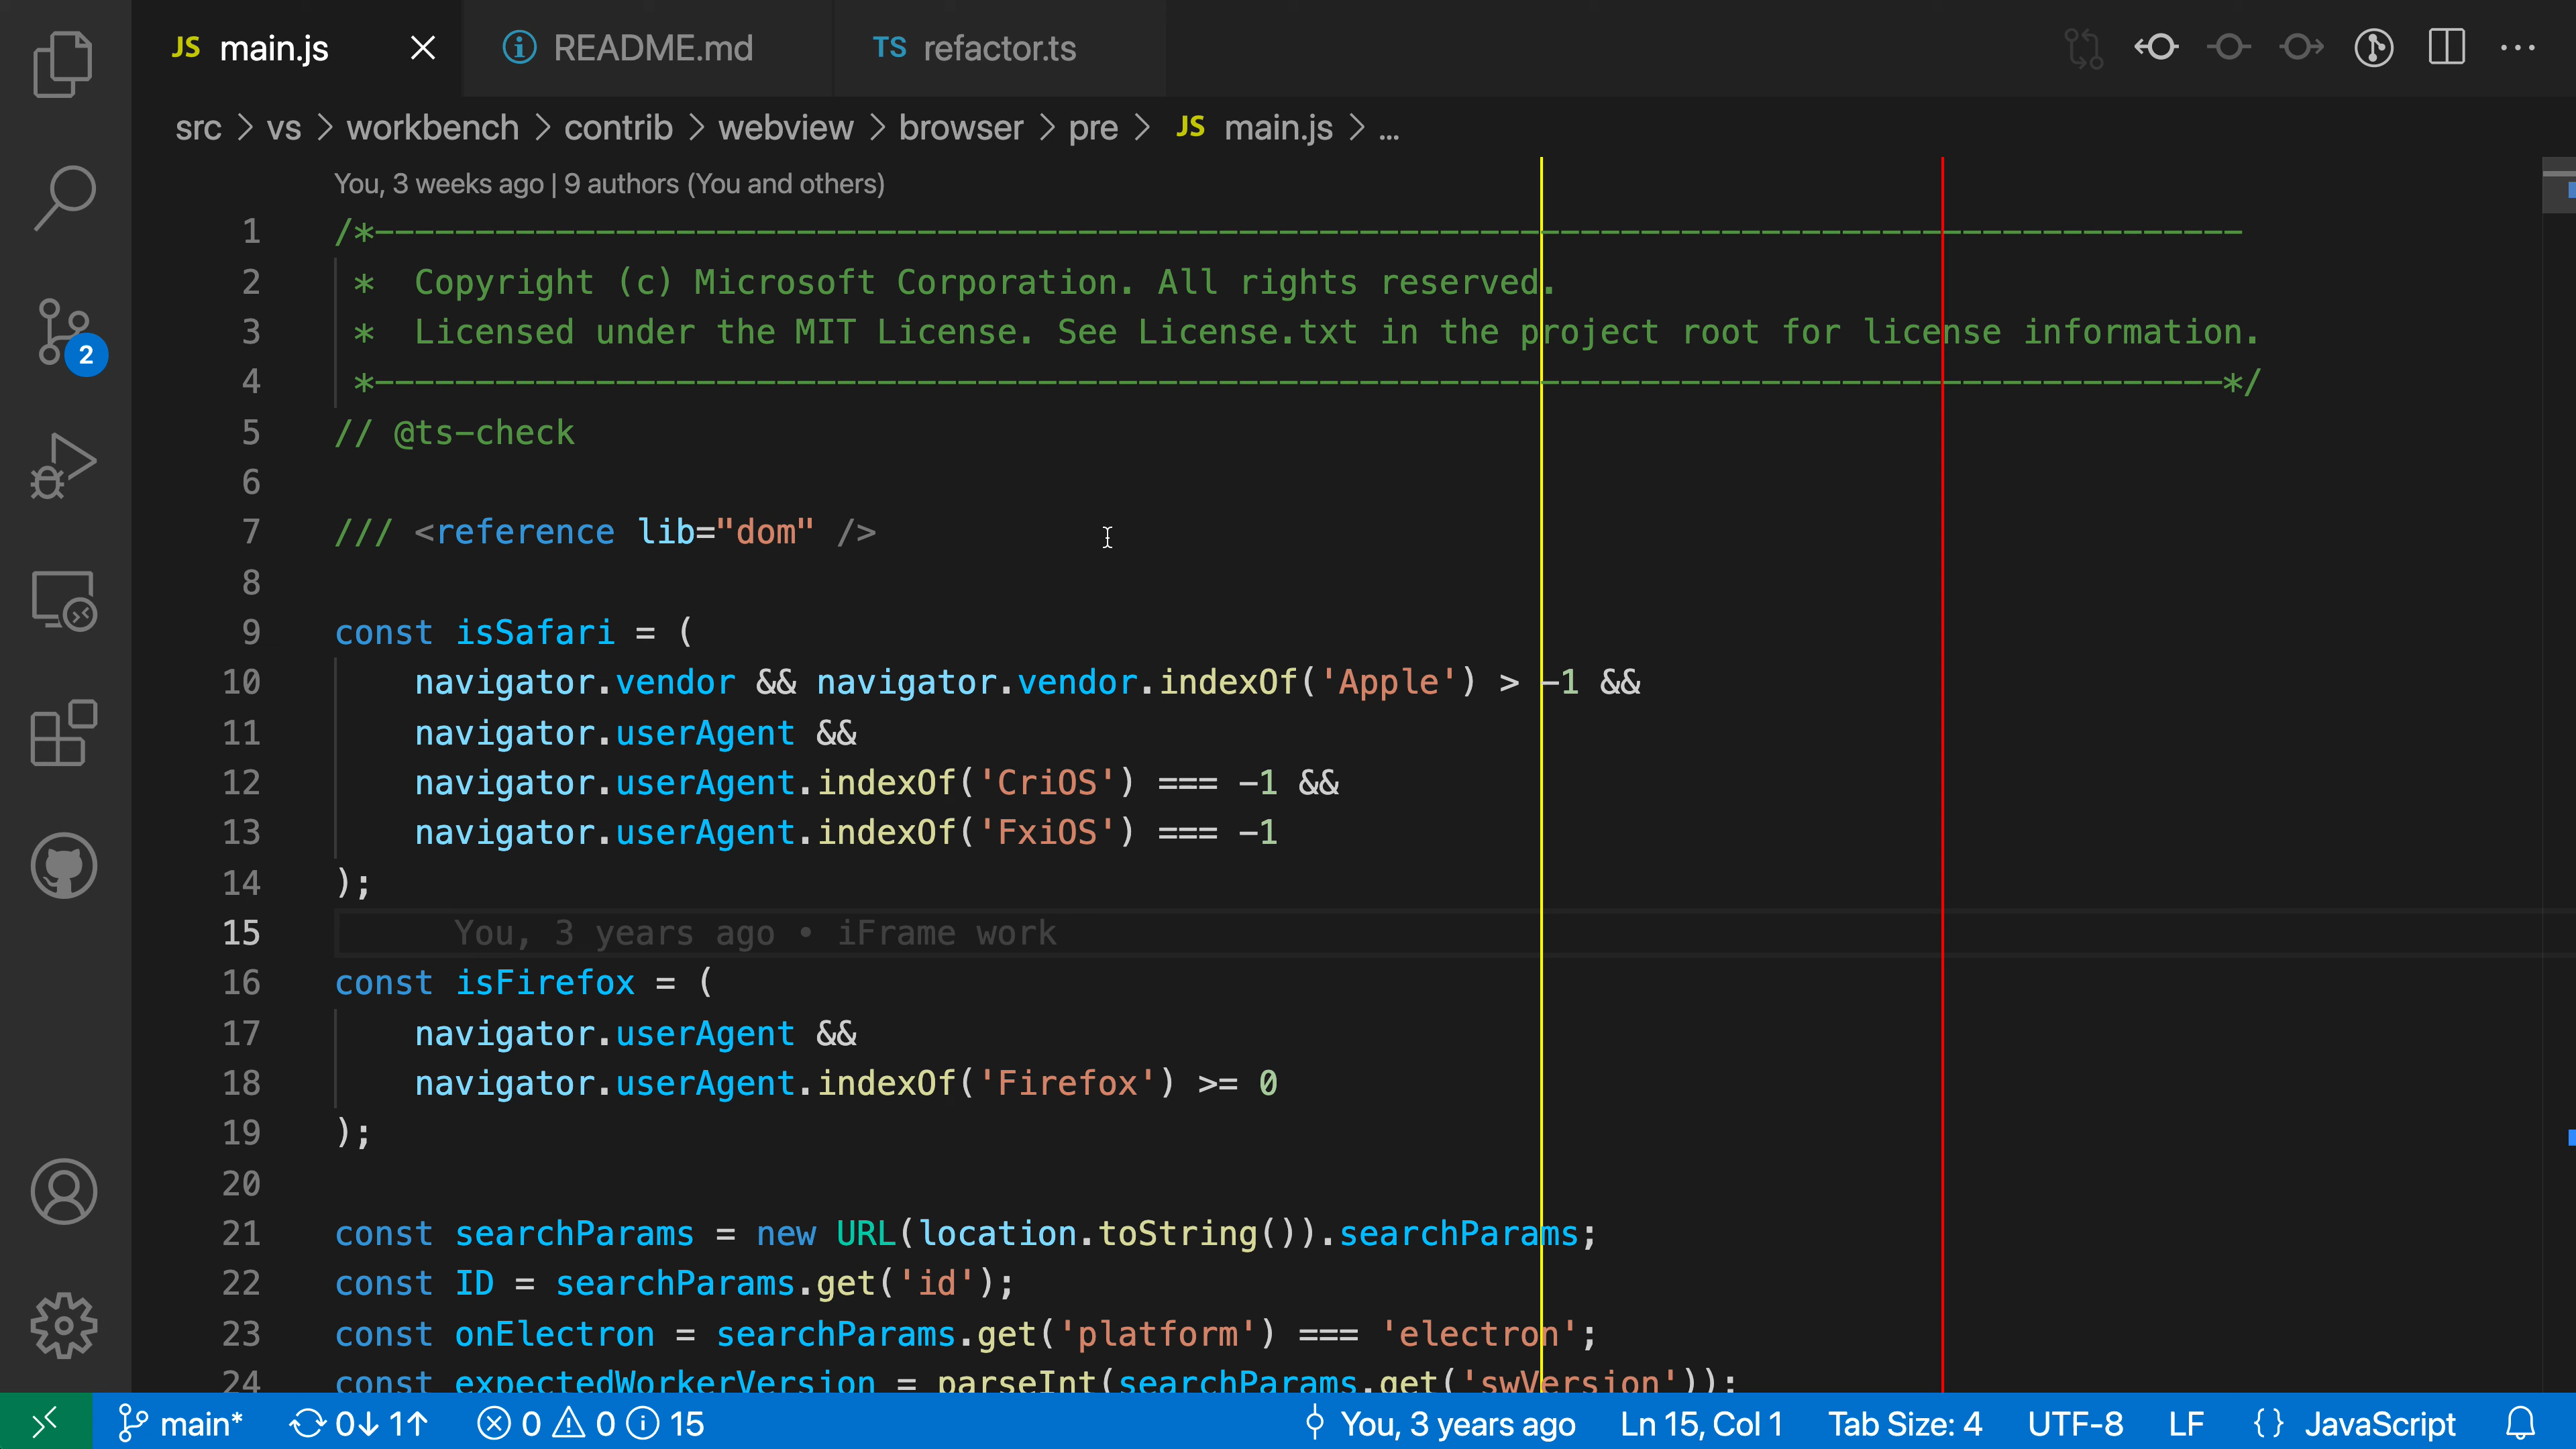 JS main.js README.md TS refactor.ts
src > vs > workbench > contrib > webview > browser > pre > JS main.js > ...
You, 3 weeks ago | 9 authors (You and others)
1 /*---------------------------------------------------------------------------------------------
2  *  Copyright (c) Microsoft Corporation. All rights reserved.
3  *  Licensed under the MIT License. See License.txt in the project root for license information.
4  *--------------------------------------------------------------------------------------------*/
5 // @ts-check
6
7 /// <reference lib="dom" />
8
9 const isSafari = (
10     navigator.vendor && navigator.vendor.indexOf('Apple') > -1 &&
11     navigator.userAgent &&
12     navigator.userAgent.indexOf('CriOS') === -1 &&
13     navigator.userAgent.indexOf('FxiOS') === -1
14 );
15 You, 3 years ago • iFrame work
16 const isFirefox = (
17     navigator.userAgent &&
18     navigator.userAgent.indexOf('Firefox') >= 0
19 );
20
21 const searchParams = new URL(location.toString()).searchParams;
22 const ID = searchParams.get('id');
23 const onElectron = searchParams.get('platform') === 'electron';
24 const expectedWorkerVersion = parseInt(searchParams.get('swVersion'));
2
main* 0↓ 1↑ 0 0 15 You, 3 years ago Ln 15, Col 1 Tab Size: 4 UTF-8 LF {} JavaScript